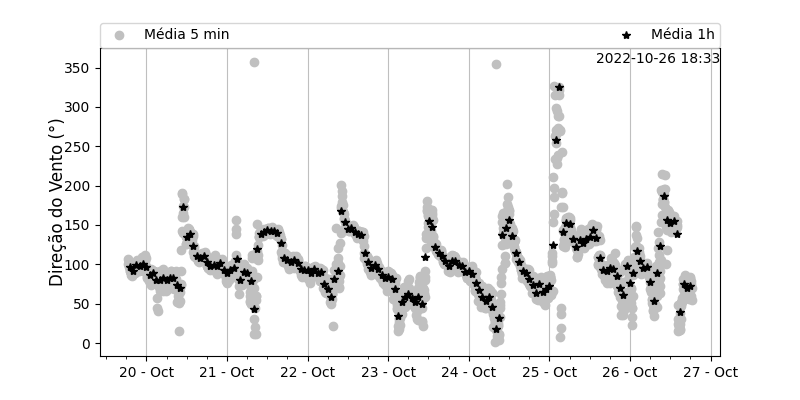 Média 5 min
Média 1h
2022-10-26 18:33
Direção do Vento (°)
350
300
250
200
150
100
50
0
20 - Oct
21 - Oct
22 - Oct
23 - Oct
24 - Oct
25 - Oct
26 - Oct
27 - Oct